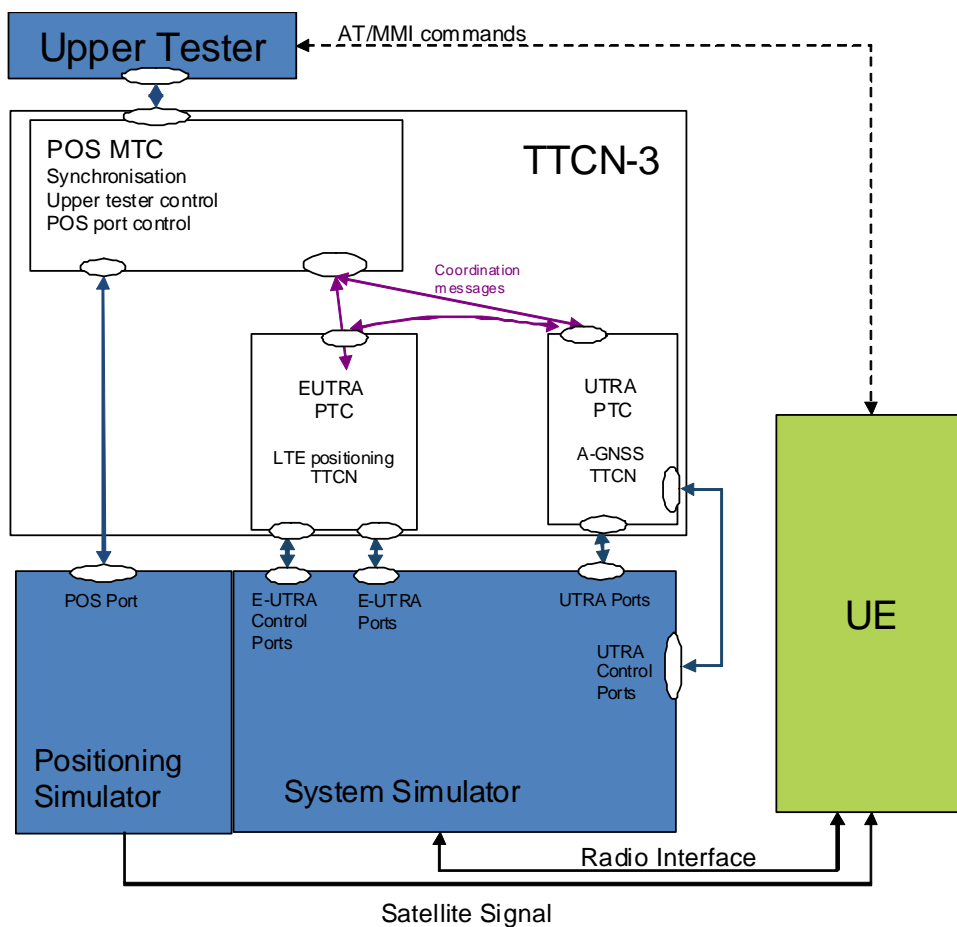 Upper Tester
AT/MMI commands
POS MTC
Synchronisation
Upper tester control
POS port control
TTCN-3
Coordination
messages
EUTRA
PTC
LTE positioning
TTCN
UTRA
PTC
A-GNSS
TTCN
POS Port
E-UTRA
Control
Ports
E-UTRA
Ports
UTRA Ports
UTRA
Control
Ports
UE
Positioning
Simulator
System Simulator
Radio Interface
Satellite Signal